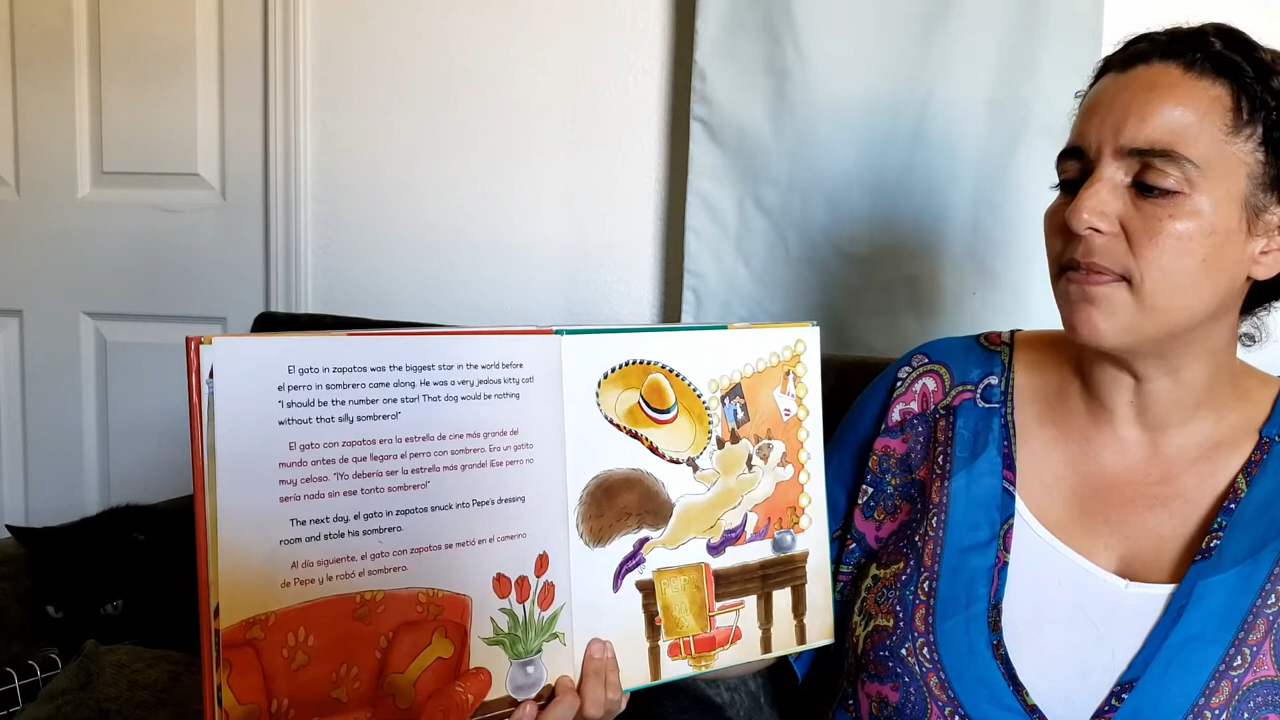 El gato in zapatos was the biggest star in the world before
el perro in sombrero came along. He was a very jealous kitty cat!
"I should be the number one star! That dog would be nothing
without that silly sombrero!"
El gato con zapatos era la estrella de cine más grande del
mundo antes de que llegara el perro con sombrero. Era un gatito
muy celoso. "¡Yo debería ser la estrella más grande! ¡Ese perro no
sería nada sin ese tonto sombrero!"
The next day, el gato in zapatos snuck into Pepe's dressing
room and stole his sombrero.
Al día siguiente, el gato con zapatos se metió en el camerino
de Pepe y le robó el sombrero.
PEPE